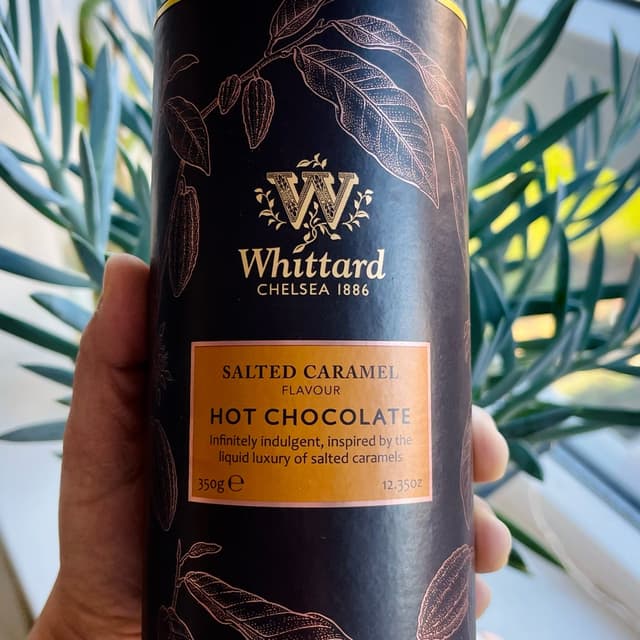 W
Whittard
CHELSEA 1886
SALTED CARAMEL
FLAVOUR
HOT CHOCOLATE
Infinitely indulgent, inspired by the
liquid luxury of salted caramels
350g ℮ 12.35oz